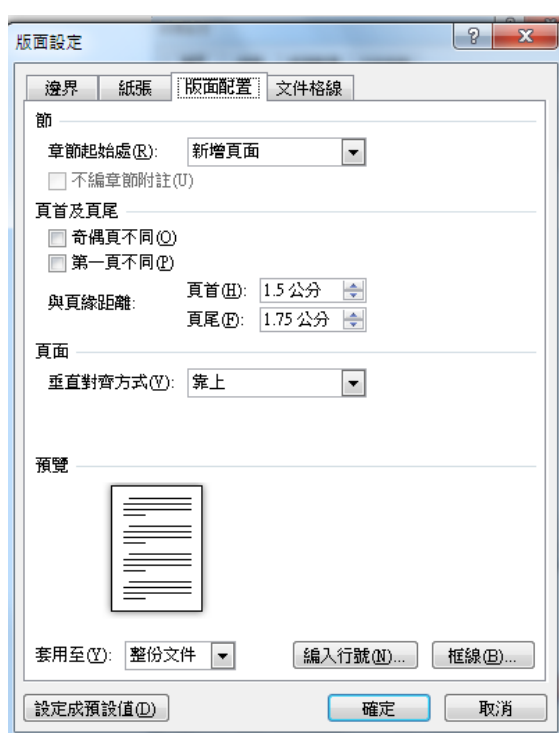 版面設定
邊界 紙張 版面配置 文件格線
節
章節起始處(R): 新增頁面
不編章節附註(U)
頁首及頁尾
奇偶頁不同(O)
第一頁不同(P)
與頁緣距離:
頁首(H): 1.5 公分
頁尾(F): 1.75 公分
頁面
垂直對齊方式(V): 靠上
預覽
套用至(Y): 整份文件 編入行號(N)... 框線(B)...
設定成預設值(D) 確定 取消